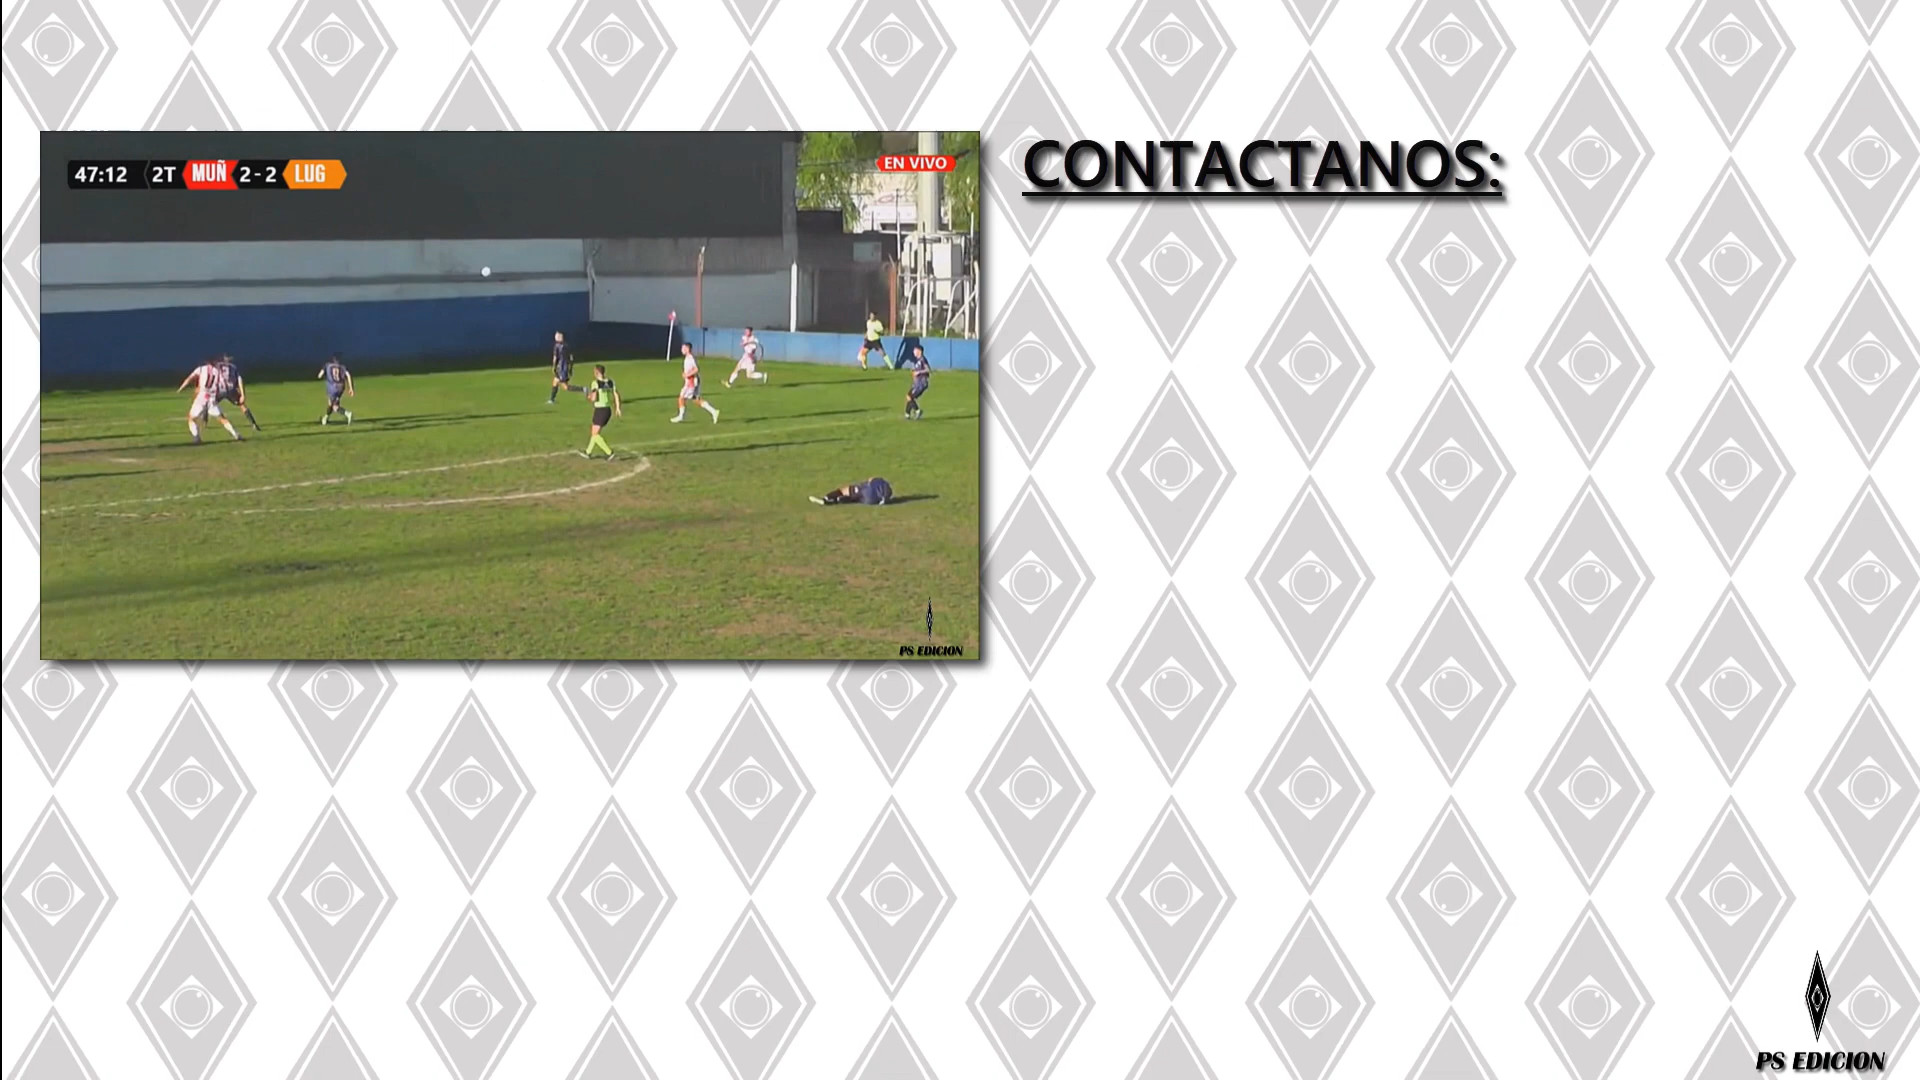 47:12 2T MUÑ 2 - 2 LUG
EN VIVO
PS EDICION
CONTACTANOS:
PS EDICION